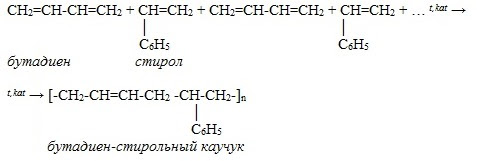 CH₂=CH-CH=CH₂ + CH=CH₂ + CH₂=CH-CH=CH₂ + CH=CH₂ + … t,kat →
C₆H₅ C₆H₅
бутадиен стирол
t,kat → [-CH₂-CH=CH-CH₂ -CH-CH₂-]ₙ
C₆H₅
бутадиен-стирольный каучук